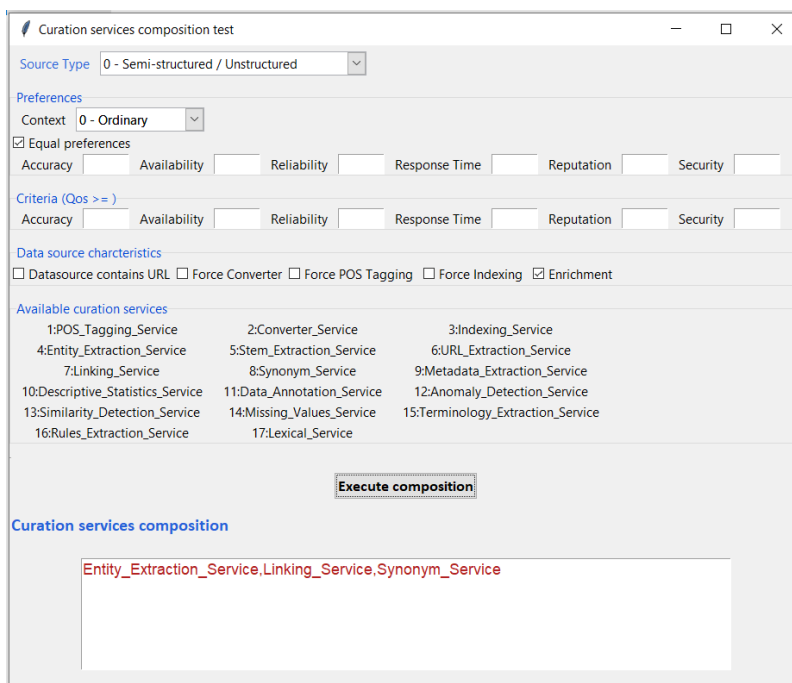 Curation services composition test
Source Type 0 - Semi-structured / Unstructured
Preferences
Context 0 - Ordinary
Equal preferences
Accuracy Availability Reliability Response Time Reputation Security
Criteria (Qos >= )
Accuracy Availability Reliability Response Time Reputation Security
Data source charcteristics
Datasource contains URL Force Converter Force POS Tagging Force Indexing Enrichment
Available curation services
1:POS_Tagging_Service 2:Converter_Service 3:Indexing_Service
4:Entity_Extraction_Service 5:Stem_Extraction_Service 6:URL_Extraction_Service
7:Linking_Service 8:Synonym_Service 9:Metadata_Extraction_Service
10:Descriptive_Statistics_Service 11:Data_Annotation_Service 12:Anomaly_Detection_Service
13:Similarity_Detection_Service 14:Missing_Values_Service 15:Terminology_Extraction_Service
16:Rules_Extraction_Service 17:Lexical_Service
Execute composition
Curation services composition
Entity_Extraction_Service,Linking_Service,Synonym_Service